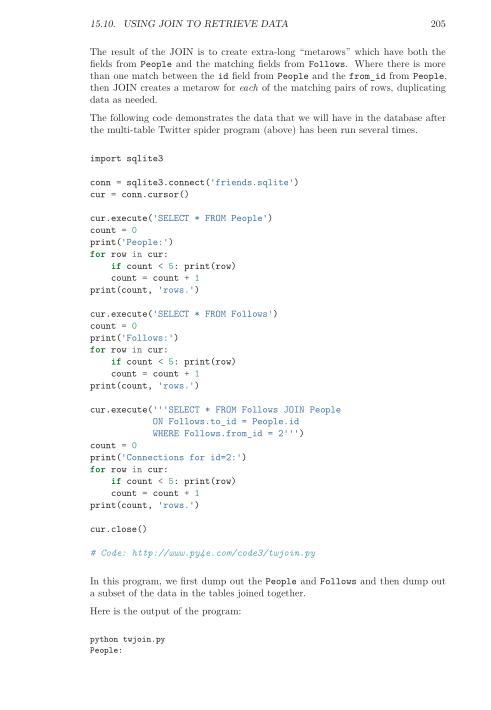 15.10. USING JOIN TO RETRIEVE DATA 205
The result of the JOIN is to create extra-long “metarows” which have both the
fields from People and the matching fields from Follows. Where there is more
than one match between the id field from People and the from_id from People,
then JOIN creates a metarow for each of the matching pairs of rows, duplicating
data as needed.
The following code demonstrates the data that we will have in the database after
the multi-table Twitter spider program (above) has been run several times.
import sqlite3
conn = sqlite3.connect('friends.sqlite')
cur = conn.cursor()
cur.execute('SELECT * FROM People')
count = 0
print('People:')
for row in cur:
    if count < 5: print(row)
    count = count + 1
print(count, 'rows.')
cur.execute('SELECT * FROM Follows')
count = 0
print('Follows:')
for row in cur:
    if count < 5: print(row)
    count = count + 1
print(count, 'rows.')
cur.execute('''SELECT * FROM Follows JOIN People
            ON Follows.to_id = People.id
            WHERE Follows.from_id = 2''')
count = 0
print('Connections for id=2:')
for row in cur:
    if count < 5: print(row)
    count = count + 1
print(count, 'rows.')
cur.close()
# Code: http://www.py4e.com/code3/twjoin.py
In this program, we first dump out the People and Follows and then dump out
a subset of the data in the tables joined together.
Here is the output of the program:
python twjoin.py
People: